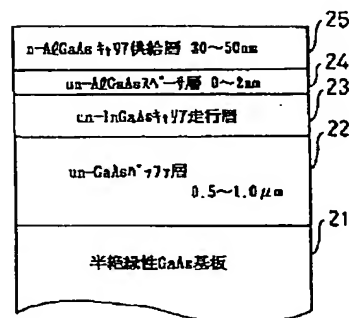 25
n-AlGaAsキャリア供給層 30～50nm
24
un-AlGaAsスペーサ層 0～2nm
23
un-InGaAsキャリア走行層
22
un-GaAsバッファ層
0.5～1.0μm
21
半絶縁性GaAs基板